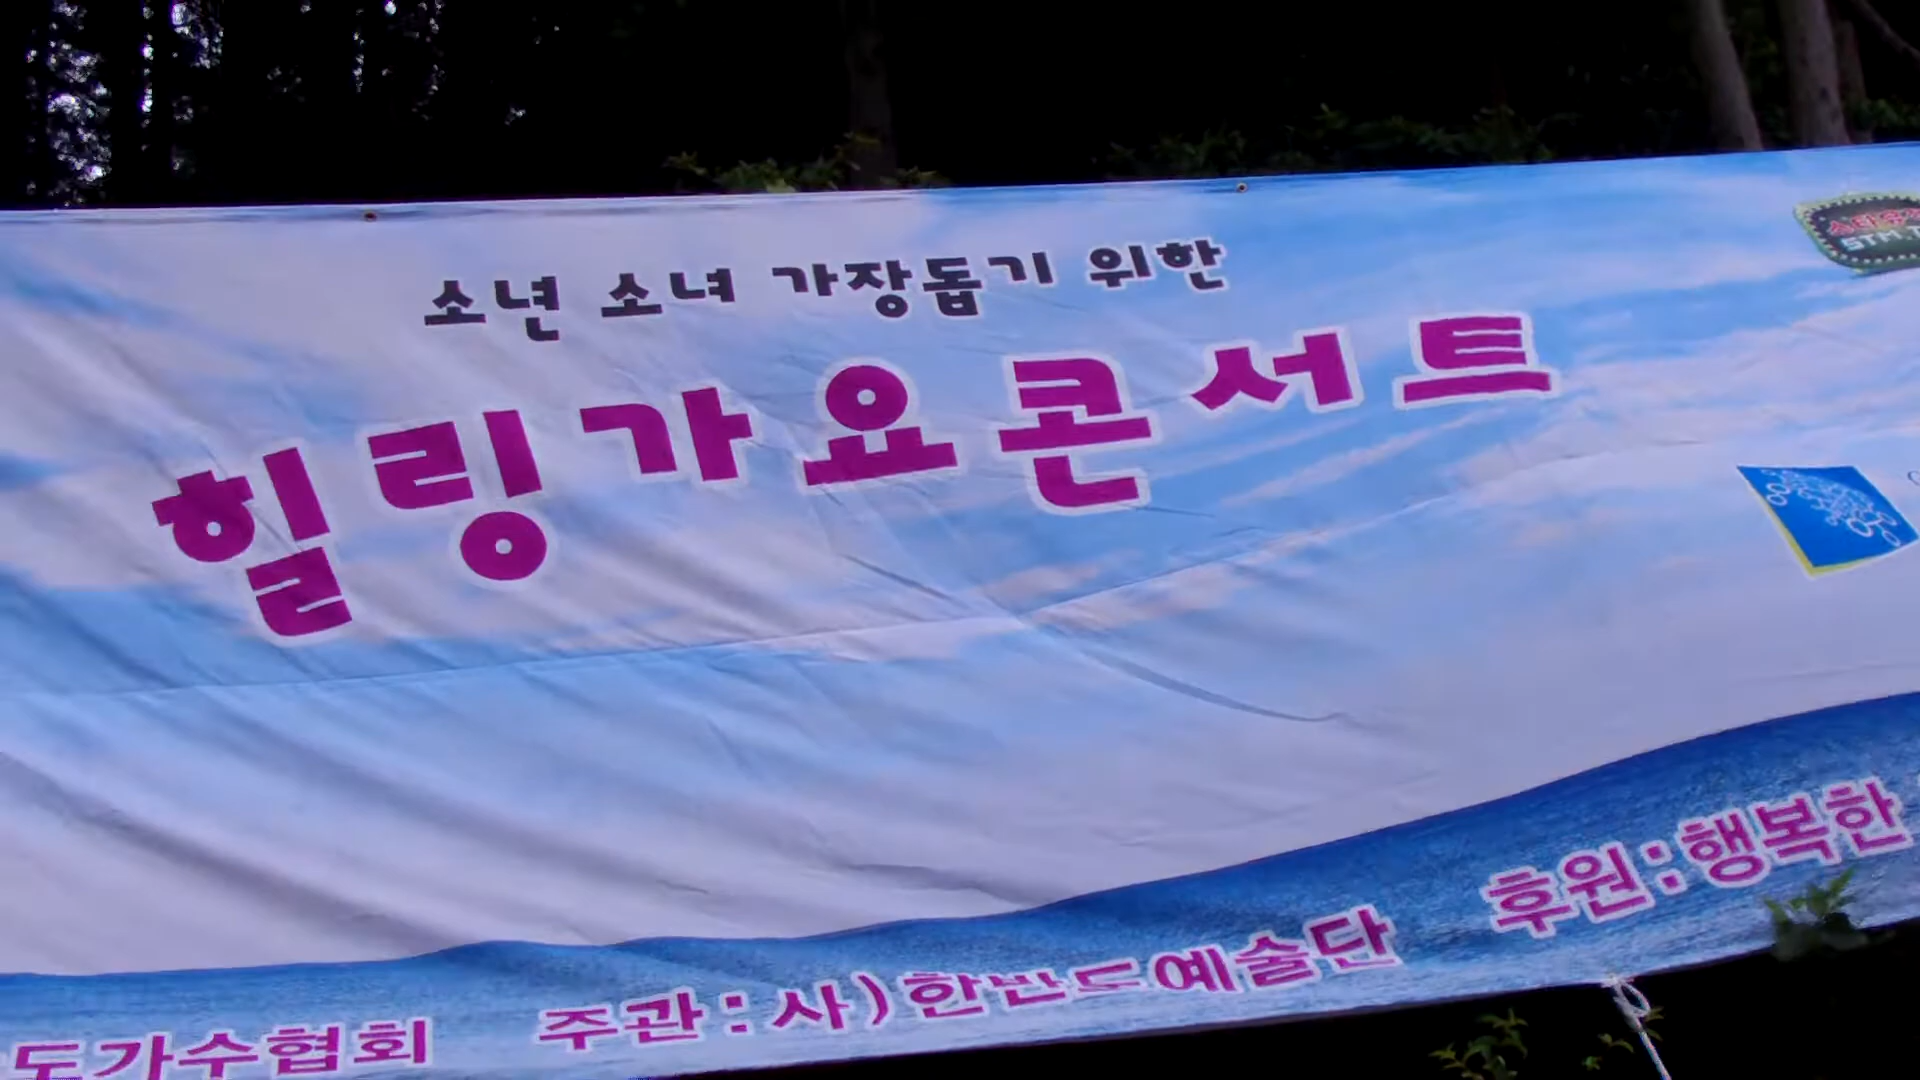 소년 소녀 가장돕기 위한
힐링가요콘서트
도가수협회 주관:사)한반도예술단 후원:행복한